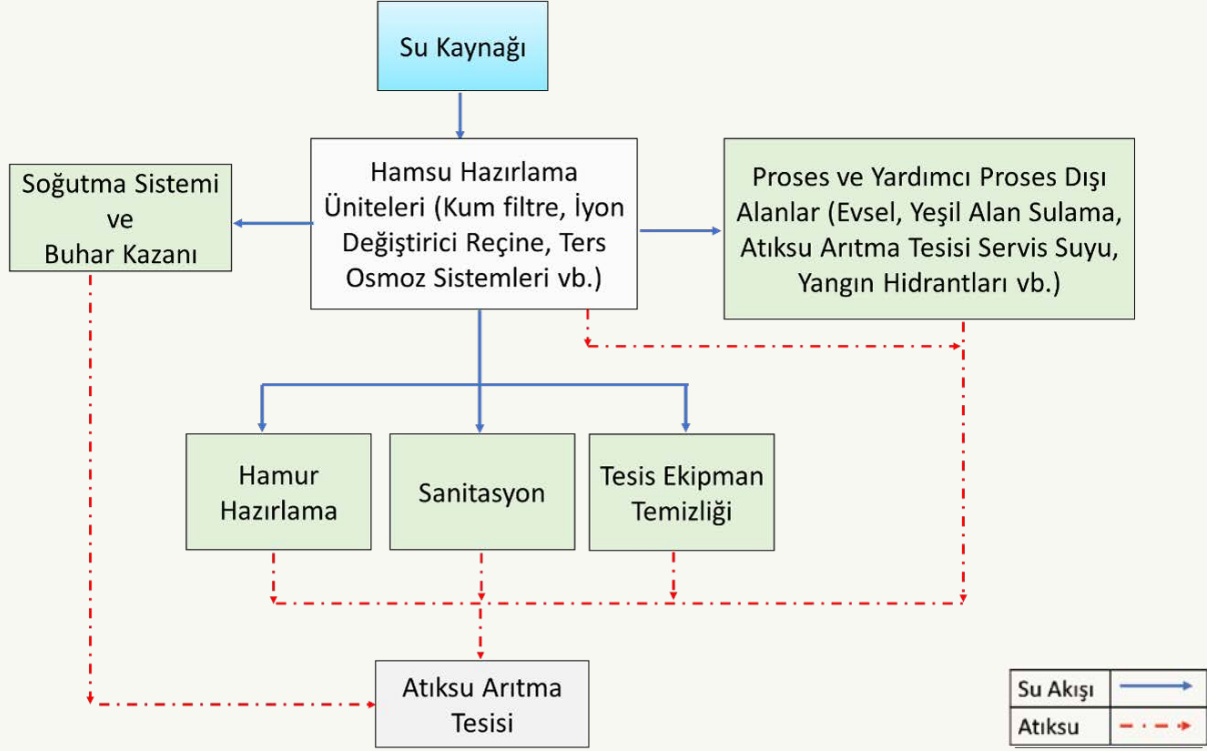 Su Kaynağı
Soğutma Sistemi
ve
Buhar Kazanı
Hamsu Hazırlama
Üniteleri (Kum filtre, İyon
Değiştirici Reçine, Ters
Osmoz Sistemleri vb.)
Proses ve Yardımcı Proses Dışı
Alanlar (Evsel, Yeşil Alan Sulama,
Atıksu Arıtma Tesisi Servis Suyu,
Yangın Hidrantları vb.)
Hamur
Hazırlama
Sanitasyon
Tesis Ekipman
Temizliği
Atıksu Arıtma
Tesisi
Su Akışı
Atıksu